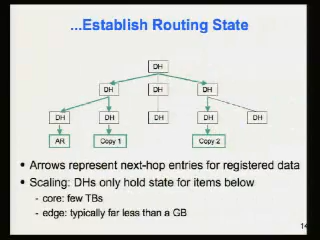 ...Establish Routing State
DH
DH DH DH
DH DH DH DH DH
AR Copy 1 Copy 2
• Arrows represent next-hop entries for registered data
• Scaling: DHs only hold state for items below
- core: few TBs
- edge: typically far less than a GB
14